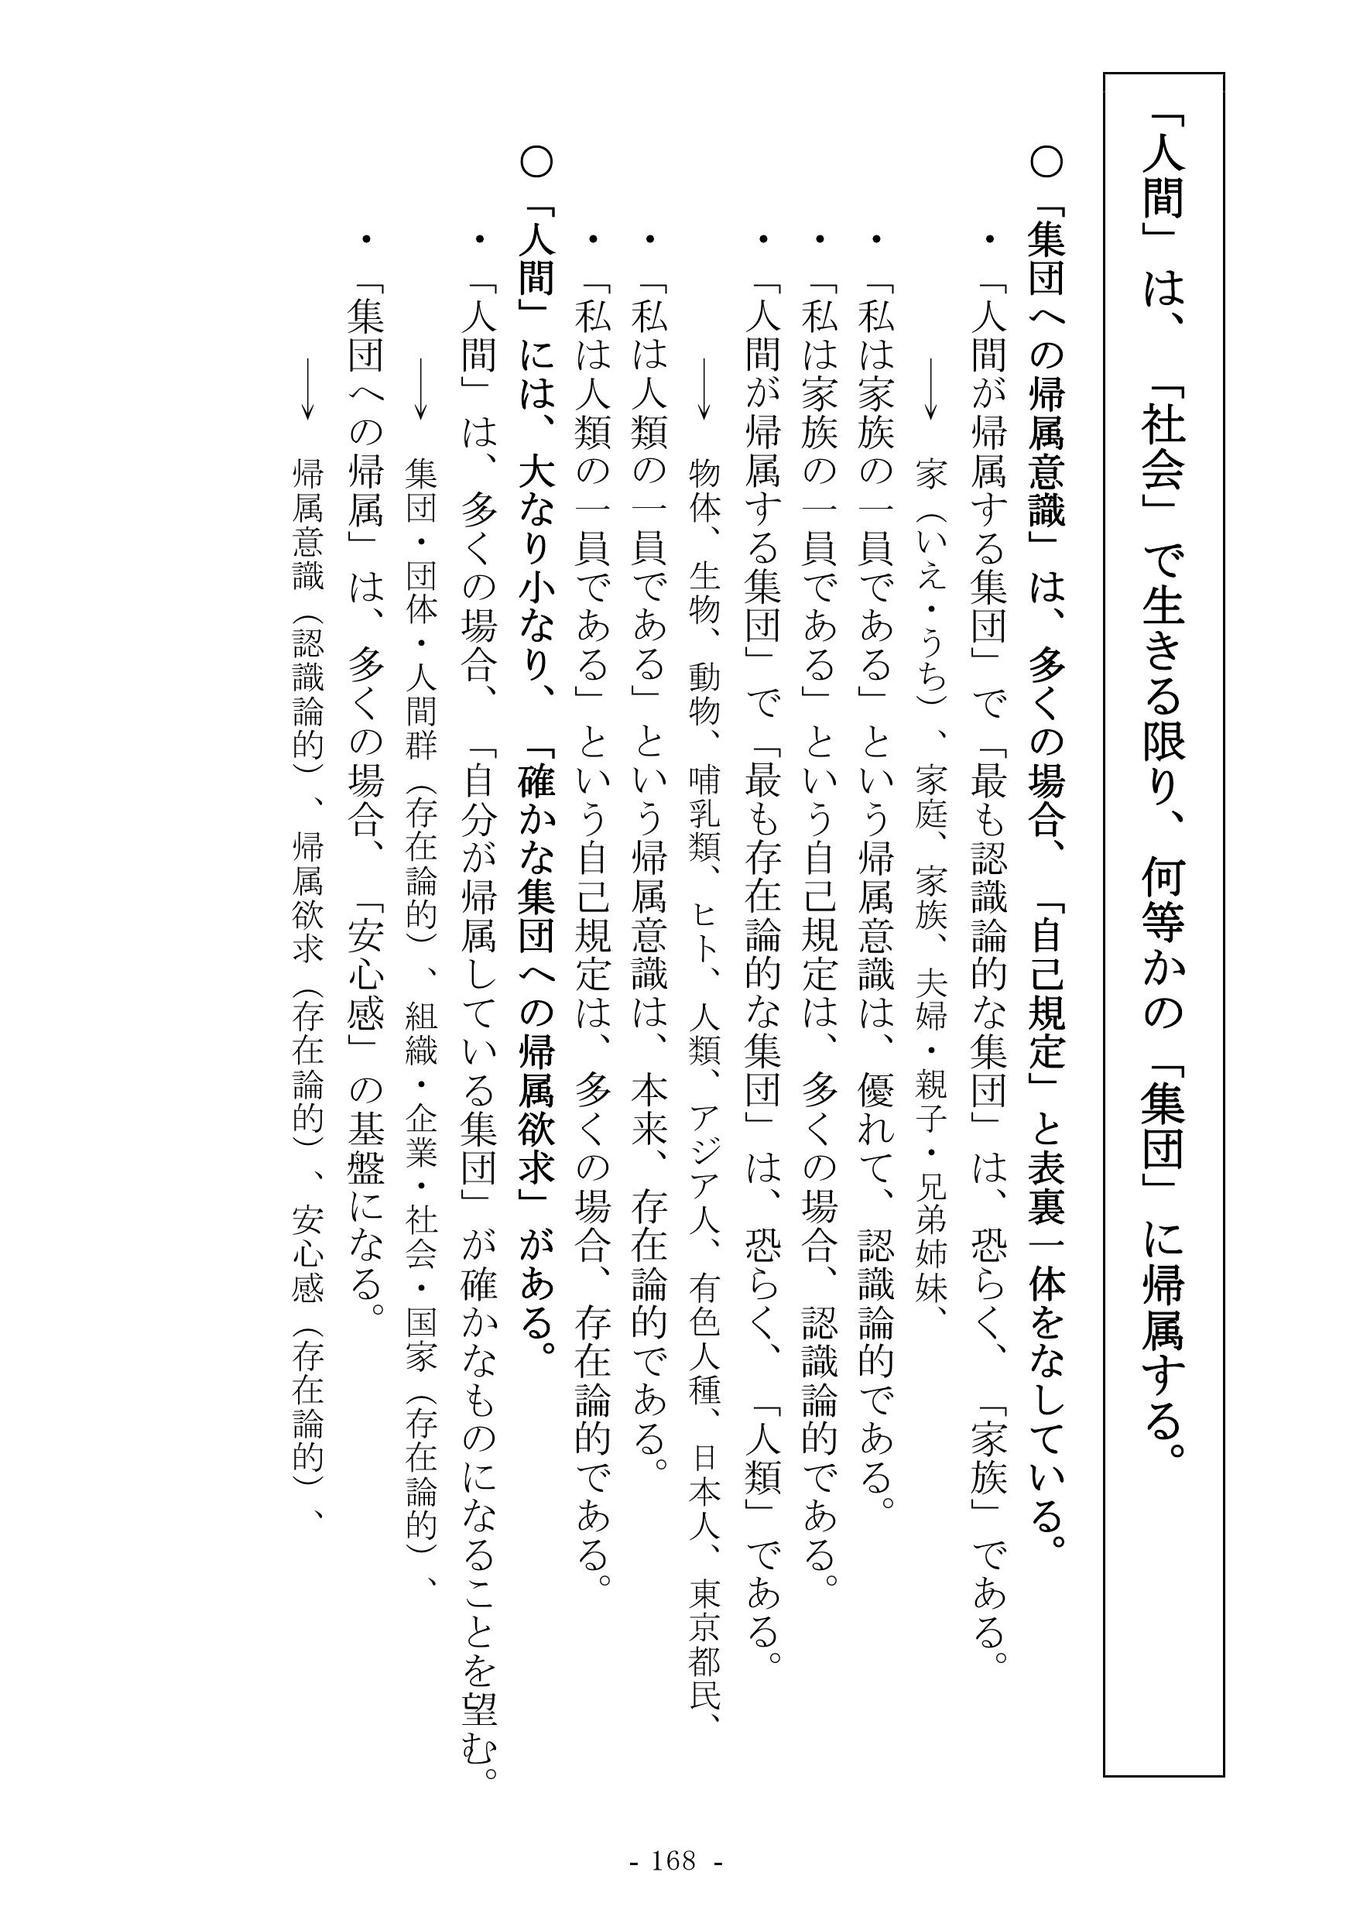 「人間」は、「社会」で生きる限り、何等かの「集団」に帰属する。
○「集団への帰属意識」は、多くの場合、「自己規定」と表裏一体をなしている。
・「人間が帰属する集団」で「最も認識論的な集団」は、恐らく、「家族」である。
→　家（いえ・うち）、家庭、家族、夫婦・親子・兄弟姉妹、
・「私は家族の一員である」という帰属意識は、優れて、認識論的である。
・「私は家族の一員である」という自己規定は、多くの場合、認識論的である。
・「人間が帰属する集団」で「最も存在論的な集団」は、恐らく、「人類」である。
→　物体、生物、動物、哺乳類、ヒト、人類、アジア人、有色人種、日本人、東京都民、
・「私は人類の一員である」という帰属意識は、本来、存在論的である。
・「私は人類の一員である」という自己規定は、多くの場合、存在論的である。
○「人間」には、大なり小なり、「確かな集団への帰属欲求」がある。
・「人間」は、多くの場合、「自分が帰属している集団」が確かなものになることを望む。
→　集団・団体・人間群（存在論的）、組織・企業・社会・国家（存在論的）、
・「集団への帰属」は、多くの場合、「安心感」の基盤になる。
→　帰属意識（認識論的）、帰属欲求（存在論的）、安心感（存在論的）、
- 168 -